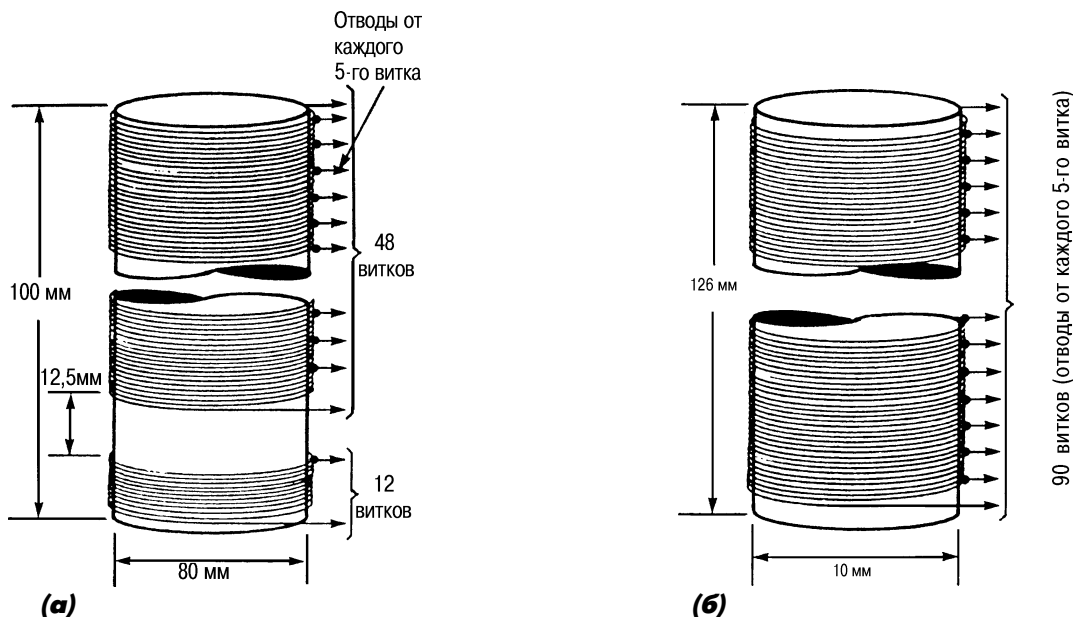 Отводы от
каждого
5-го витка
48
витков
100 мм
12,5мм
12
витков
80 мм
(а)
126 мм
90 витков (отводы от каждого 5-го витка)
10 мм
(б)